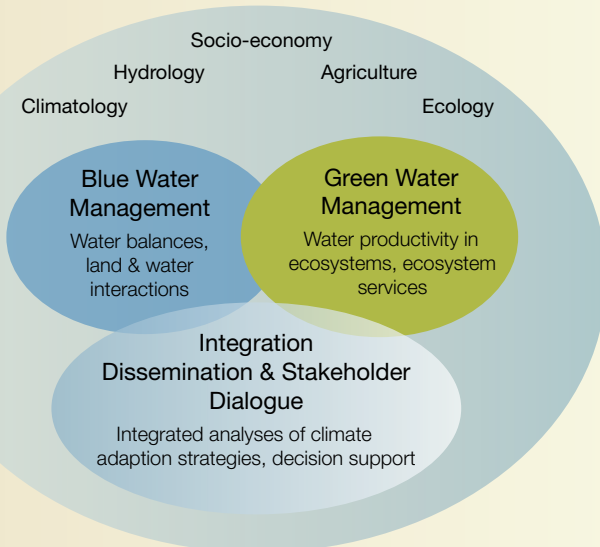 Socio-economy
Hydrology
Agriculture
Climatology
Ecology
Blue Water
Management
Water balances,
land & water
interactions
Green Water
Management
Water productivity in
ecosystems, ecosystem
services
Integration
Dissemination & Stakeholder
Dialogue
Integrated analyses of climate
adaption strategies, decision support